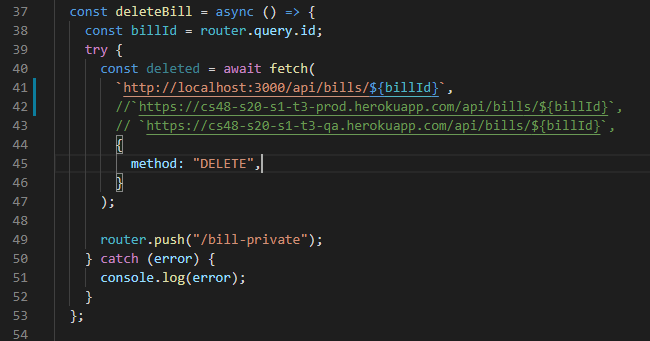 37 const deleteBill = async () => {
38 const billId = router.query.id;
39 try {
40 const deleted = await fetch(
41 `http://localhost:3000/api/bills/${billId}`,
42 //`https://cs48-s20-s1-t3-prod.herokuapp.com/api/bills/${billId}`,
43 // `https://cs48-s20-s1-t3-qa.herokuapp.com/api/bills/${billId}`,
44 {
45 method: "DELETE",
46 }
47 );
48
49 router.push("/bill-private");
50 } catch (error) {
51 console.log(error);
52 }
53 };
54